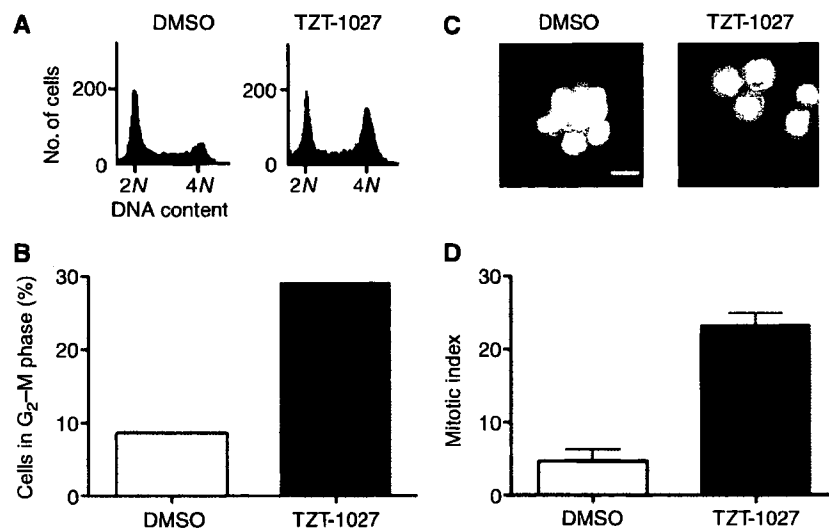 A
DMSO
TZT-1027
No. of cells
200
0
2N
4N
DNA content
200
0
2N
4N
B
Cells in G₂–M phase (%)
30
20
10
0
DMSO
TZT-1027
C
DMSO
TZT-1027
D
Mitotic index
30
20
10
0
DMSO
TZT-1027